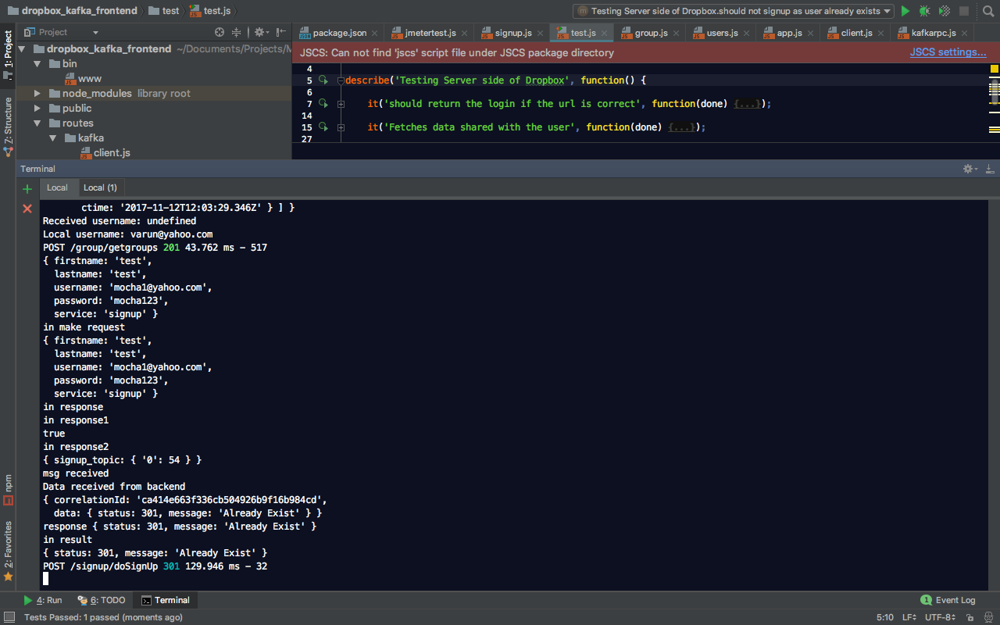 dropbox_kafka_frontend test test.js
Testing Server side of Dropbox.should not signup as user already exists
1: Project
Z: Structure
npm
2: Favorites
Project
dropbox_kafka_frontend ~/Documents/Projects/M
bin
www
node_modules library root
public
routes
kafka
client.js
package.json jmetertest.js signup.js test.js group.js users.js app.js client.js kafkarpc.js
JSCS: Can not find 'jscs' script file under JSCS package directory JSCS settings...
4
5 describe('Testing Server side of Dropbox', function() {
6
7 it('should return the login if the url is correct', function(done) {...});
14
15 it('Fetches data shared with the user', function(done) {...});
27
Terminal
Local Local (1)
ctime: '2017-11-12T12:03:29.346Z' } ] }
Received username: undefined
Local username: varun@yahoo.com
POST /group/getgroups 201 43.762 ms - 517
{ firstname: 'test',
lastname: 'test',
username: 'mocha1@yahoo.com',
password: 'mocha123',
service: 'signup' }
in make request
{ firstname: 'test',
lastname: 'test',
username: 'mocha1@yahoo.com',
password: 'mocha123',
service: 'signup' }
in response
in response1
true
in response2
{ signup_topic: { '0': 54 } }
msg received
Data received from backend
{ correlationId: 'ca414e663f336cb504926b9f16b984cd',
data: { status: 301, message: 'Already Exist' } }
response { status: 301, message: 'Already Exist' }
in result
{ status: 301, message: 'Already Exist' }
POST /signup/doSignUp 301 129.946 ms - 32
4: Run 6: TODO Terminal 1 Event Log
Tests Passed: 1 passed (moments ago) 5:10 LF UTF-8